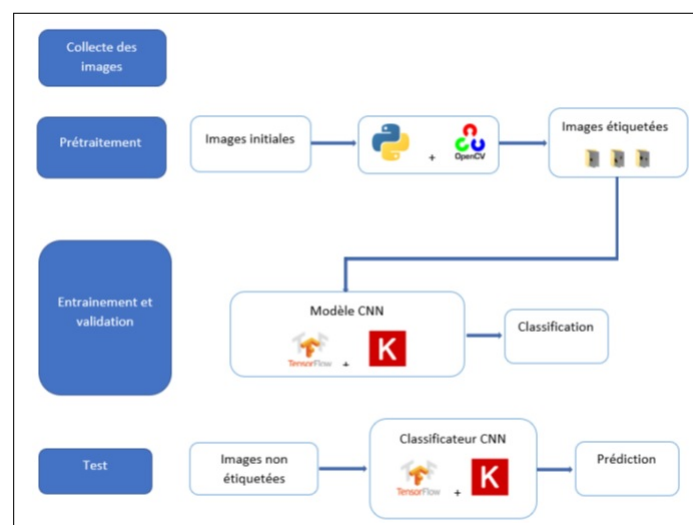 Collecte des
images
Prétraitement
Images initiales
+
OpenCV
Images étiquetées
Entrainement et
validation
Modèle CNN
TensorFlow
+
K
Classification
Test
Images non
étiquetées
Classificateur CNN
TensorFlow
+
K
Prédiction